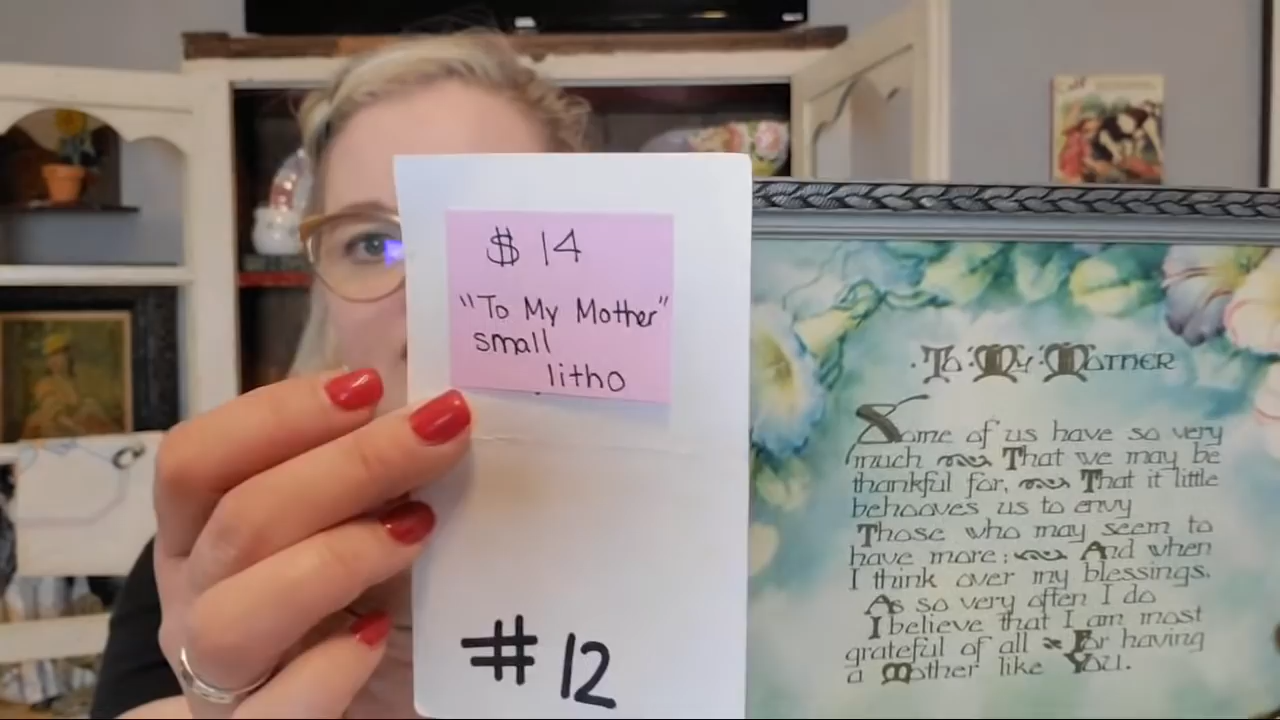 $ 14
"To My Mother"
small
litho
#12
· To · My · Mother
Some of us have so very
much That we may be
thankful for, That it little
behooves us to envy
Those who may seem to
have more; And when
I think over my blessings,
As so very often I do
I believe that I am most
grateful of all For having
a Mother like You.